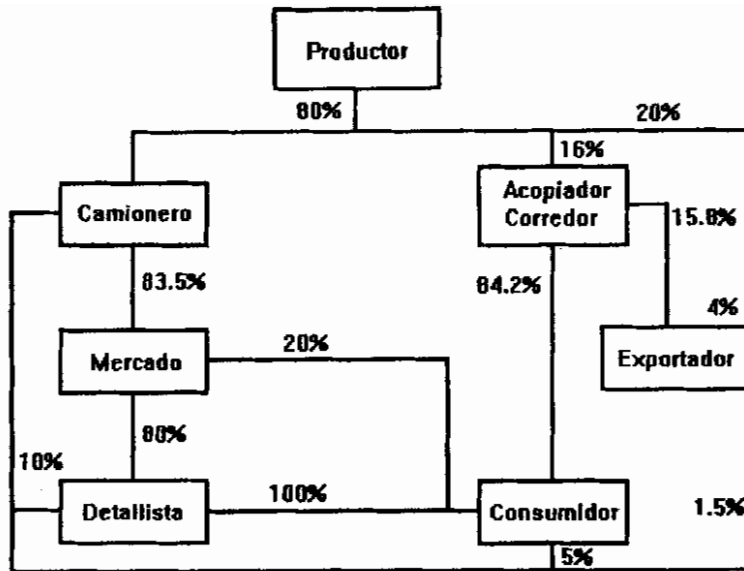 Productor
80%
20%
16%
Camionero
Acopiador
Corredor
15.8%
83.5%
84.2%
4%
Mercado
20%
Exportador
80%
10%
Detallista
100%
Consumidor
1.5%
5%